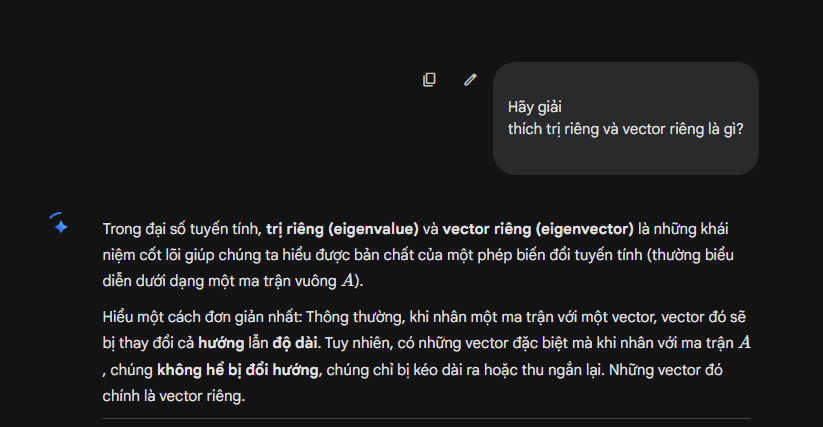 Hãy giải
thích trị riêng và vector riêng là gì?
Trong đại số tuyến tính, trị riêng (eigenvalue) và vector riêng (eigenvector) là những khái
niệm cốt lõi giúp chúng ta hiểu được bản chất của một phép biến đổi tuyến tính (thường biểu
diễn dưới dạng một ma trận vuông A).
Hiểu một cách đơn giản nhất: Thông thường, khi nhân một ma trận với một vector, vector đó sẽ
bị thay đổi cả hướng lẫn độ dài. Tuy nhiên, có những vector đặc biệt mà khi nhân với ma trận A
, chúng không hề bị đổi hướng, chúng chỉ bị kéo dài ra hoặc thu ngắn lại. Những vector đó
chính là vector riêng.